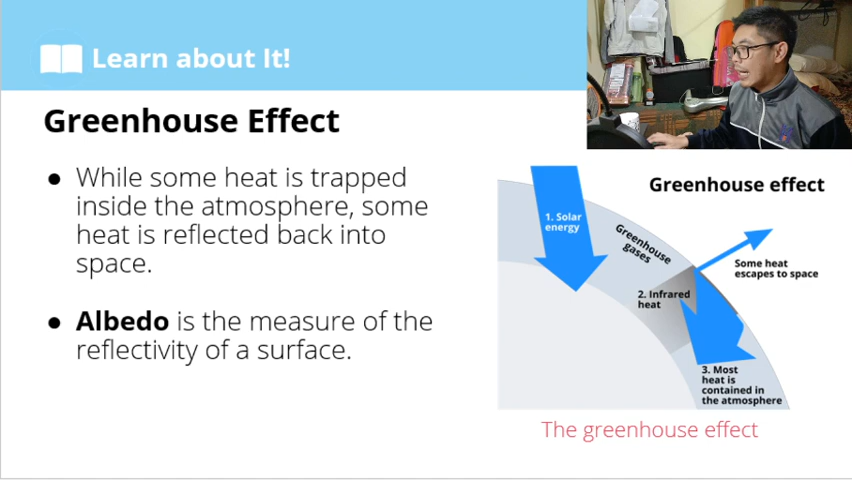 Learn about It!
Greenhouse Effect
● While some heat is trapped
inside the atmosphere, some
heat is reflected back into
space.
● Albedo is the measure of the
reflectivity of a surface.
Greenhouse effect
1. Solar
energy
Greenhouse
gases
Some heat
escapes to space
2. Infrared
heat
3. Most
heat is
contained in
the atmosphere
The greenhouse effect